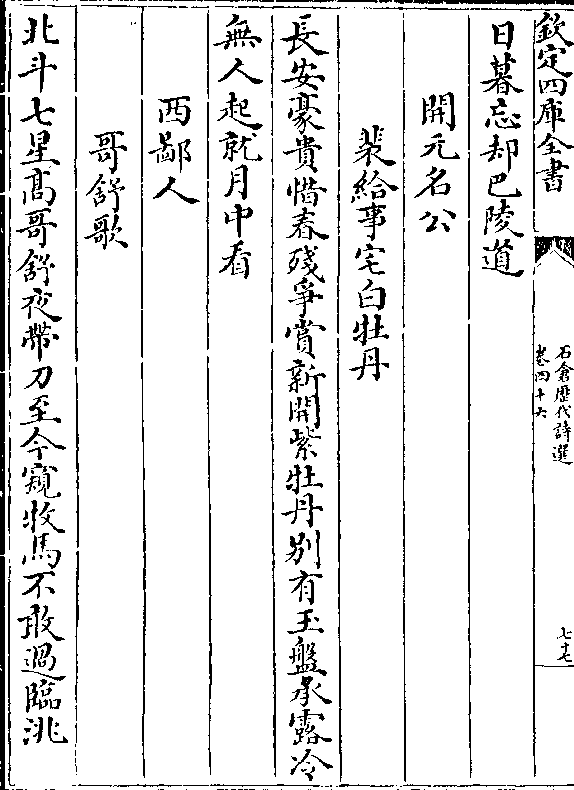 欽定四庫全書
石倉歷代詩選
卷四十六
七十七
日暮忘却巴陵道
開元名公
裴給事宅白牡丹
長安豪貴惜春殘爭賞新開紫牡丹別有玉盤承露冷
無人起就月中看
西鄙人
哥舒歌
北斗七星髙哥舒夜帶刀至今窺牧馬不敢過臨洮